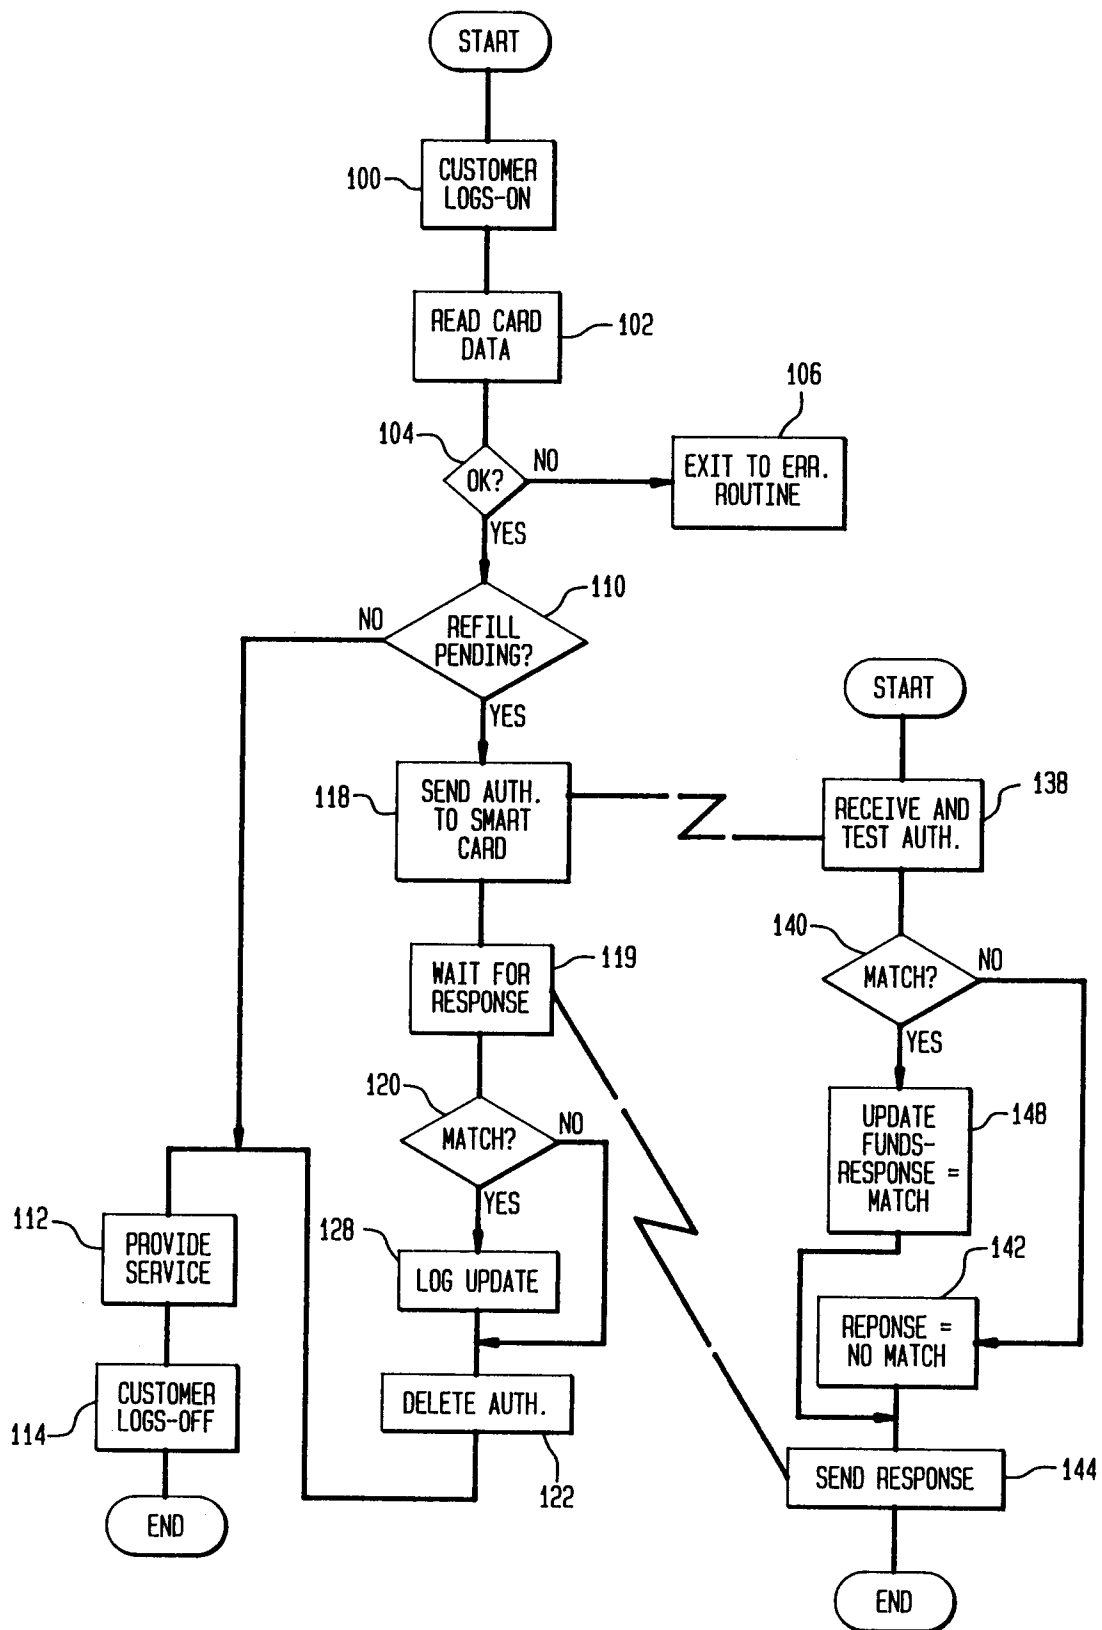 START
100
CUSTOMER
LOGS-ON
READ CARD
DATA
102
104
OK?
NO
106
EXIT TO ERR.
ROUTINE
YES
110
NO
REFILL
PENDING?
YES
118
SEND AUTH.
TO SMART
CARD
119
WAIT FOR
RESPONSE
120
MATCH?
NO
YES
128
LOG UPDATE
DELETE AUTH.
122
112
PROVIDE
SERVICE
CUSTOMER
LOGS-OFF
114
END
START
138
RECEIVE AND
TEST AUTH.
140
MATCH?
NO
YES
UPDATE
FUNDS-
RESPONSE =
MATCH
148
142
REPONSE =
NO MATCH
SEND RESPONSE
144
END